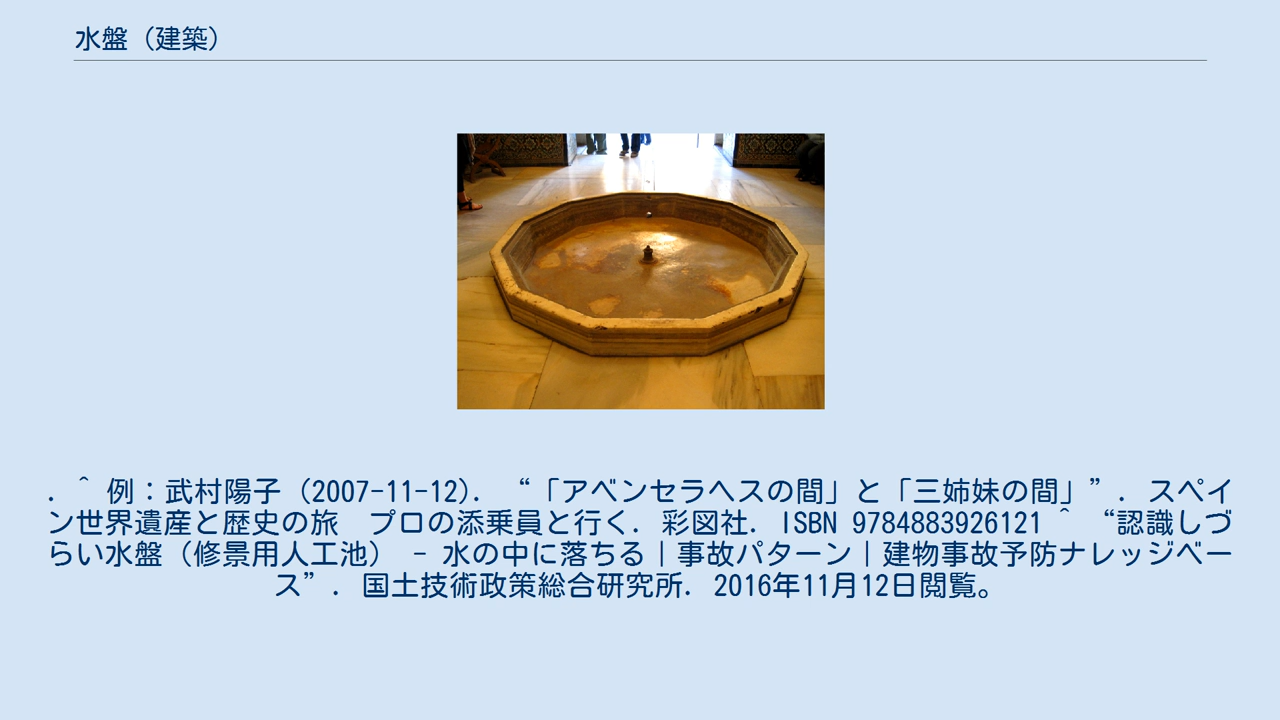 水盤（建築）
. ^ 例：武村陽子 (2007-11-12). “「アベンセラヘスの間」と「三姉妹の間」”. スペイ
ン世界遺産と歴史の旅　プロの添乗員と行く. 彩図社. ISBN 9784883926121 ^ “認識しづ
らい水盤（修景用人工池） - 水の中に落ちる｜事故パターン｜建物事故予防ナレッジベー
ス”. 国土技術政策総合研究所. 2016年11月12日閲覧。